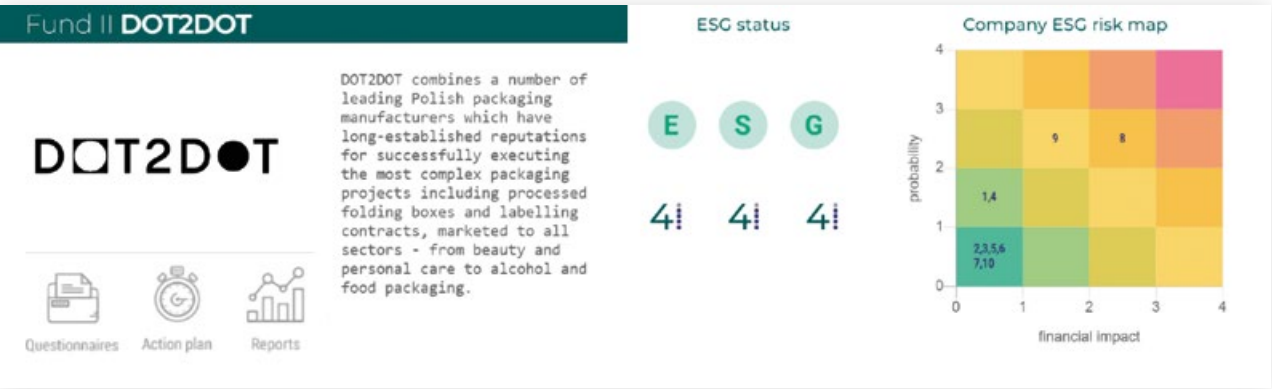 Fund II DOT2DOT
DOT2DOT
DOT2DOT combines a number of
leading Polish packaging
manufacturers which have
long-established reputations
for successfully executing
the most complex packaging
projects including processed
folding boxes and labelling
contracts, marketed to all
sectors - from beauty and
personal care to alcohol and
food packaging.
Questionnaires
Action plan
Reports
ESG status
E S G
4 4 4
Company ESG risk map
probability
4
3
2
1
0
9
8
1,4
2,3,5,6
7,10
0 1 2 3 4
financial impact